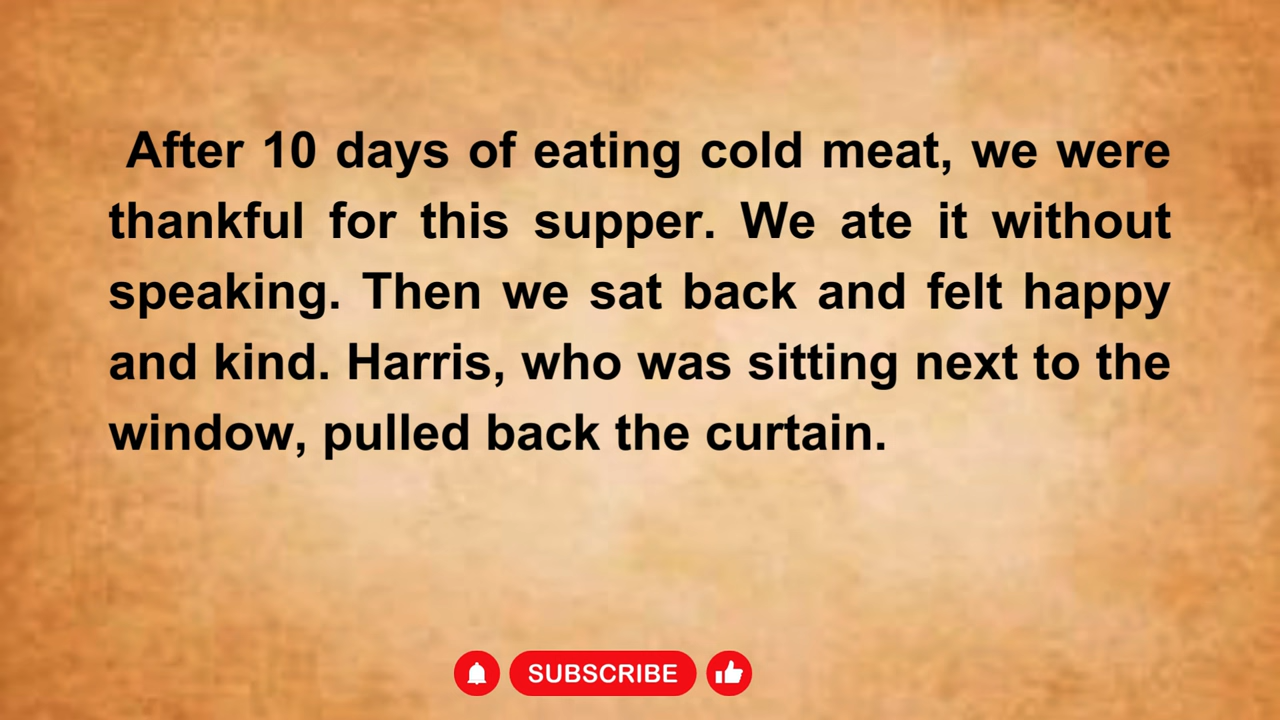 After 10 days of eating cold meat, we were
thankful for this supper. We ate it without
speaking. Then we sat back and felt happy
and kind. Harris, who was sitting next to the
window, pulled back the curtain.
SUBSCRIBE